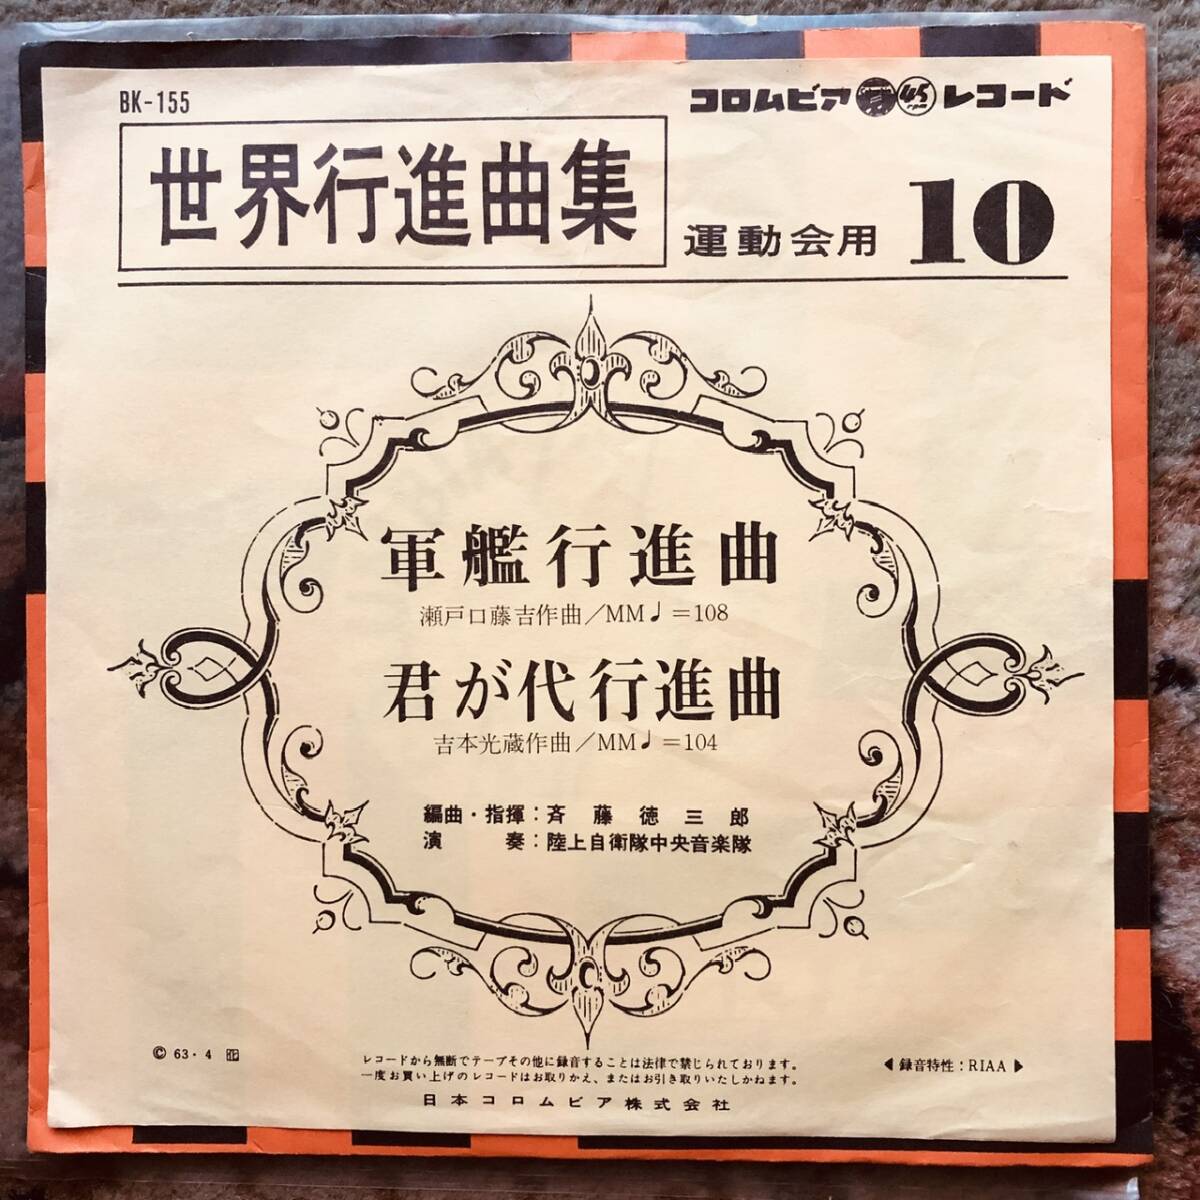 BK-155
コロムビア 45 rpm レコード
世界行進曲集
運動会用 10
軍艦行進曲
瀬戸口藤吉作曲／MM♩=108
君が代行進曲
吉本光蔵作曲／MM♩=104
編曲・指揮：斉藤徳三郎
演奏：陸上自衛隊中央音楽隊
© 63・4
レコードから無断でテープその他に録音することは法律で禁じられております。
一度お買い上げのレコードはお取りかえ、またはお引き取りいたしかねます。
◀ 録音特性：RIAA ▶
日本コロムビア株式会社